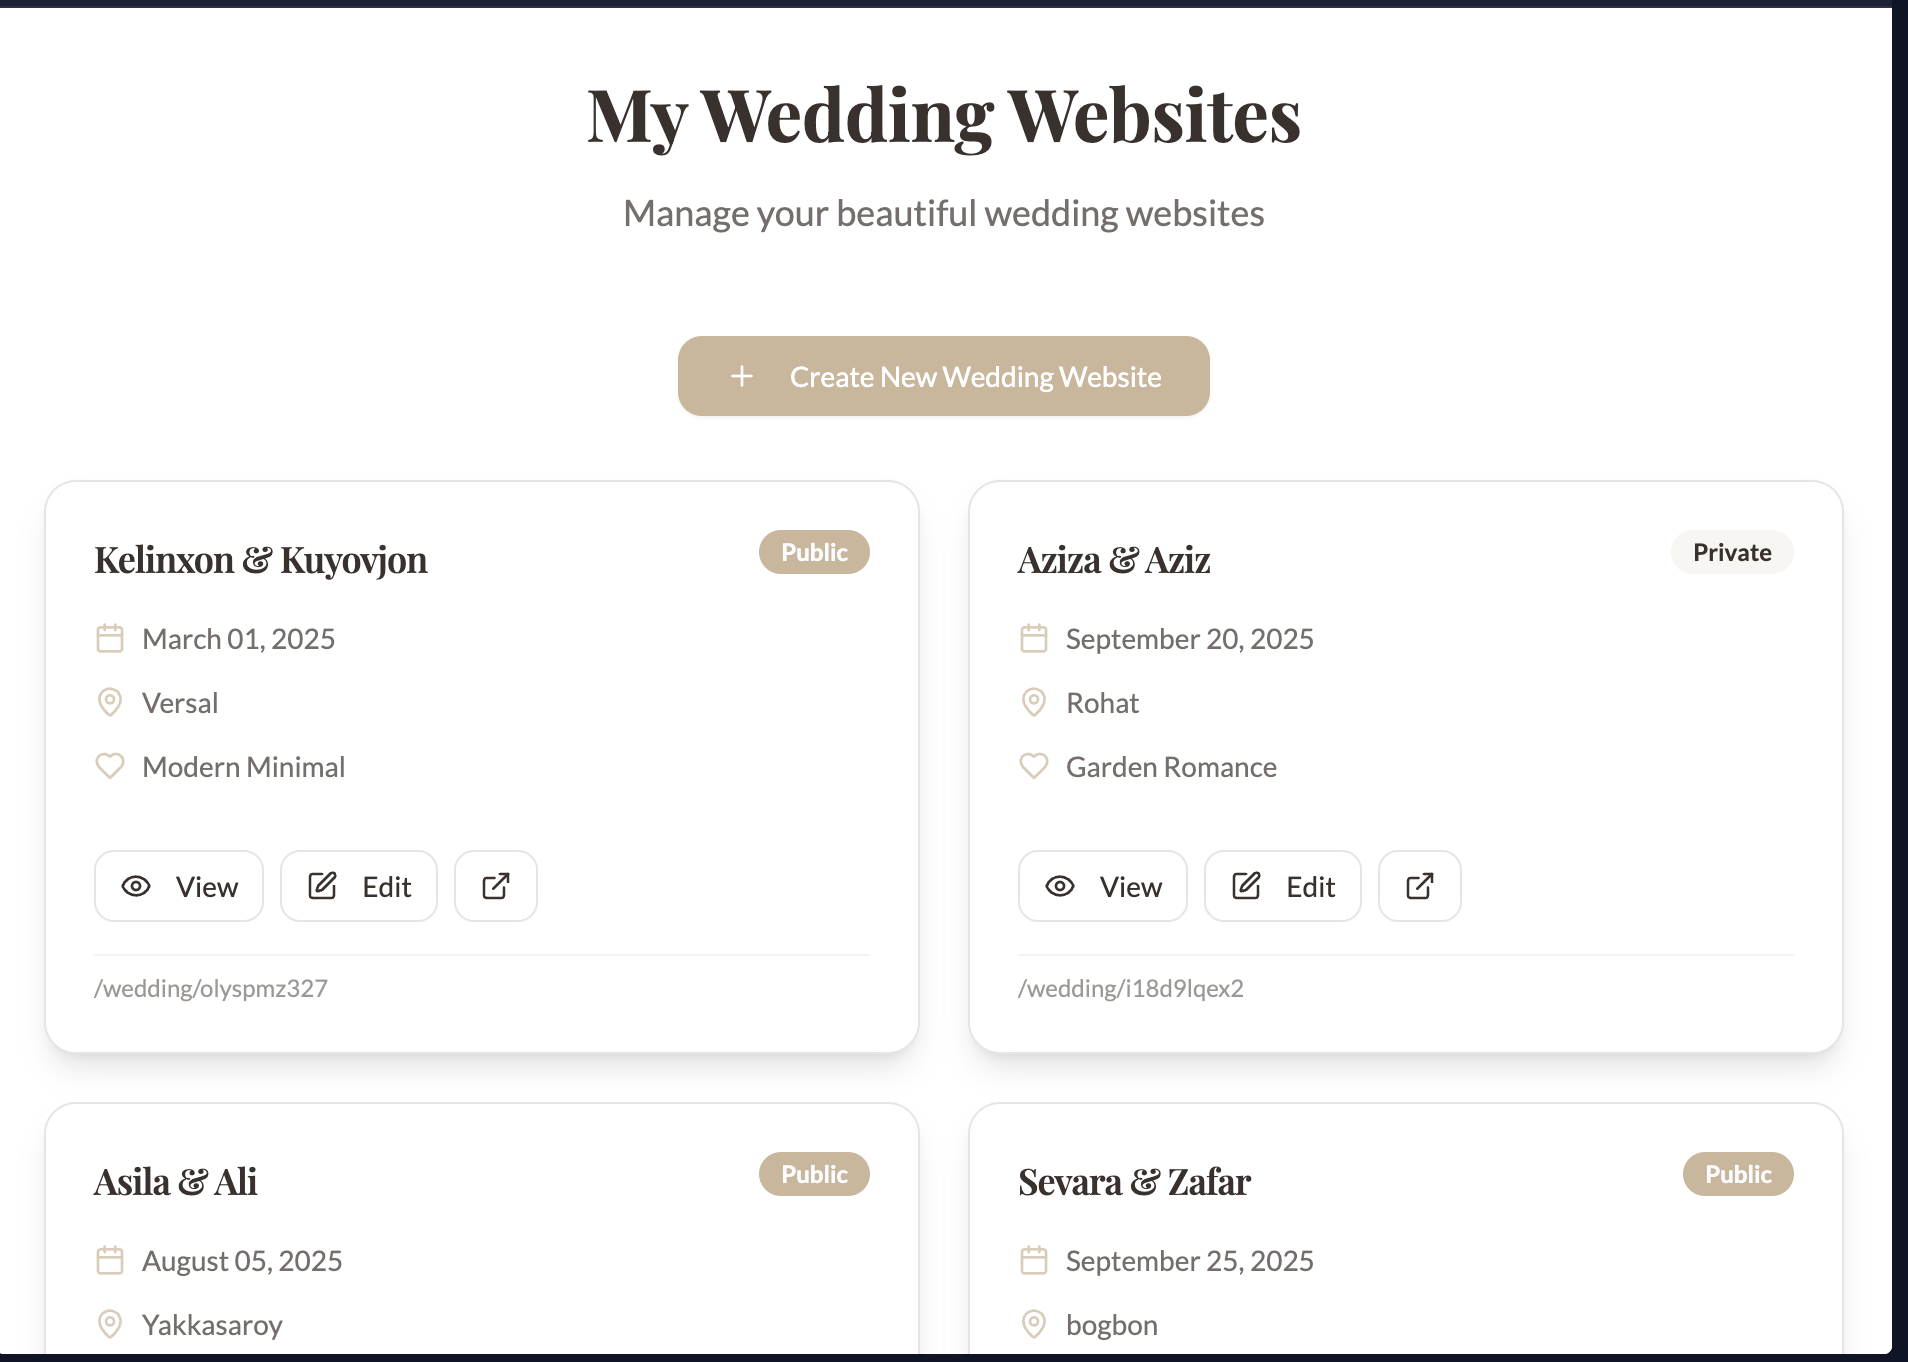 My Wedding Websites
Manage your beautiful wedding websites
Create New Wedding Website
Kelinxon & Kuyovjon
Public
March 01, 2025
Versal
Modern Minimal
View
Edit
/wedding/olyspmz327
Aziza & Aziz
Private
September 20, 2025
Rohat
Garden Romance
View
Edit
/wedding/i18d9lqex2
Asila & Ali
Public
August 05, 2025
Yakkasaroy
Sevara & Zafar
Public
September 25, 2025
bogbon